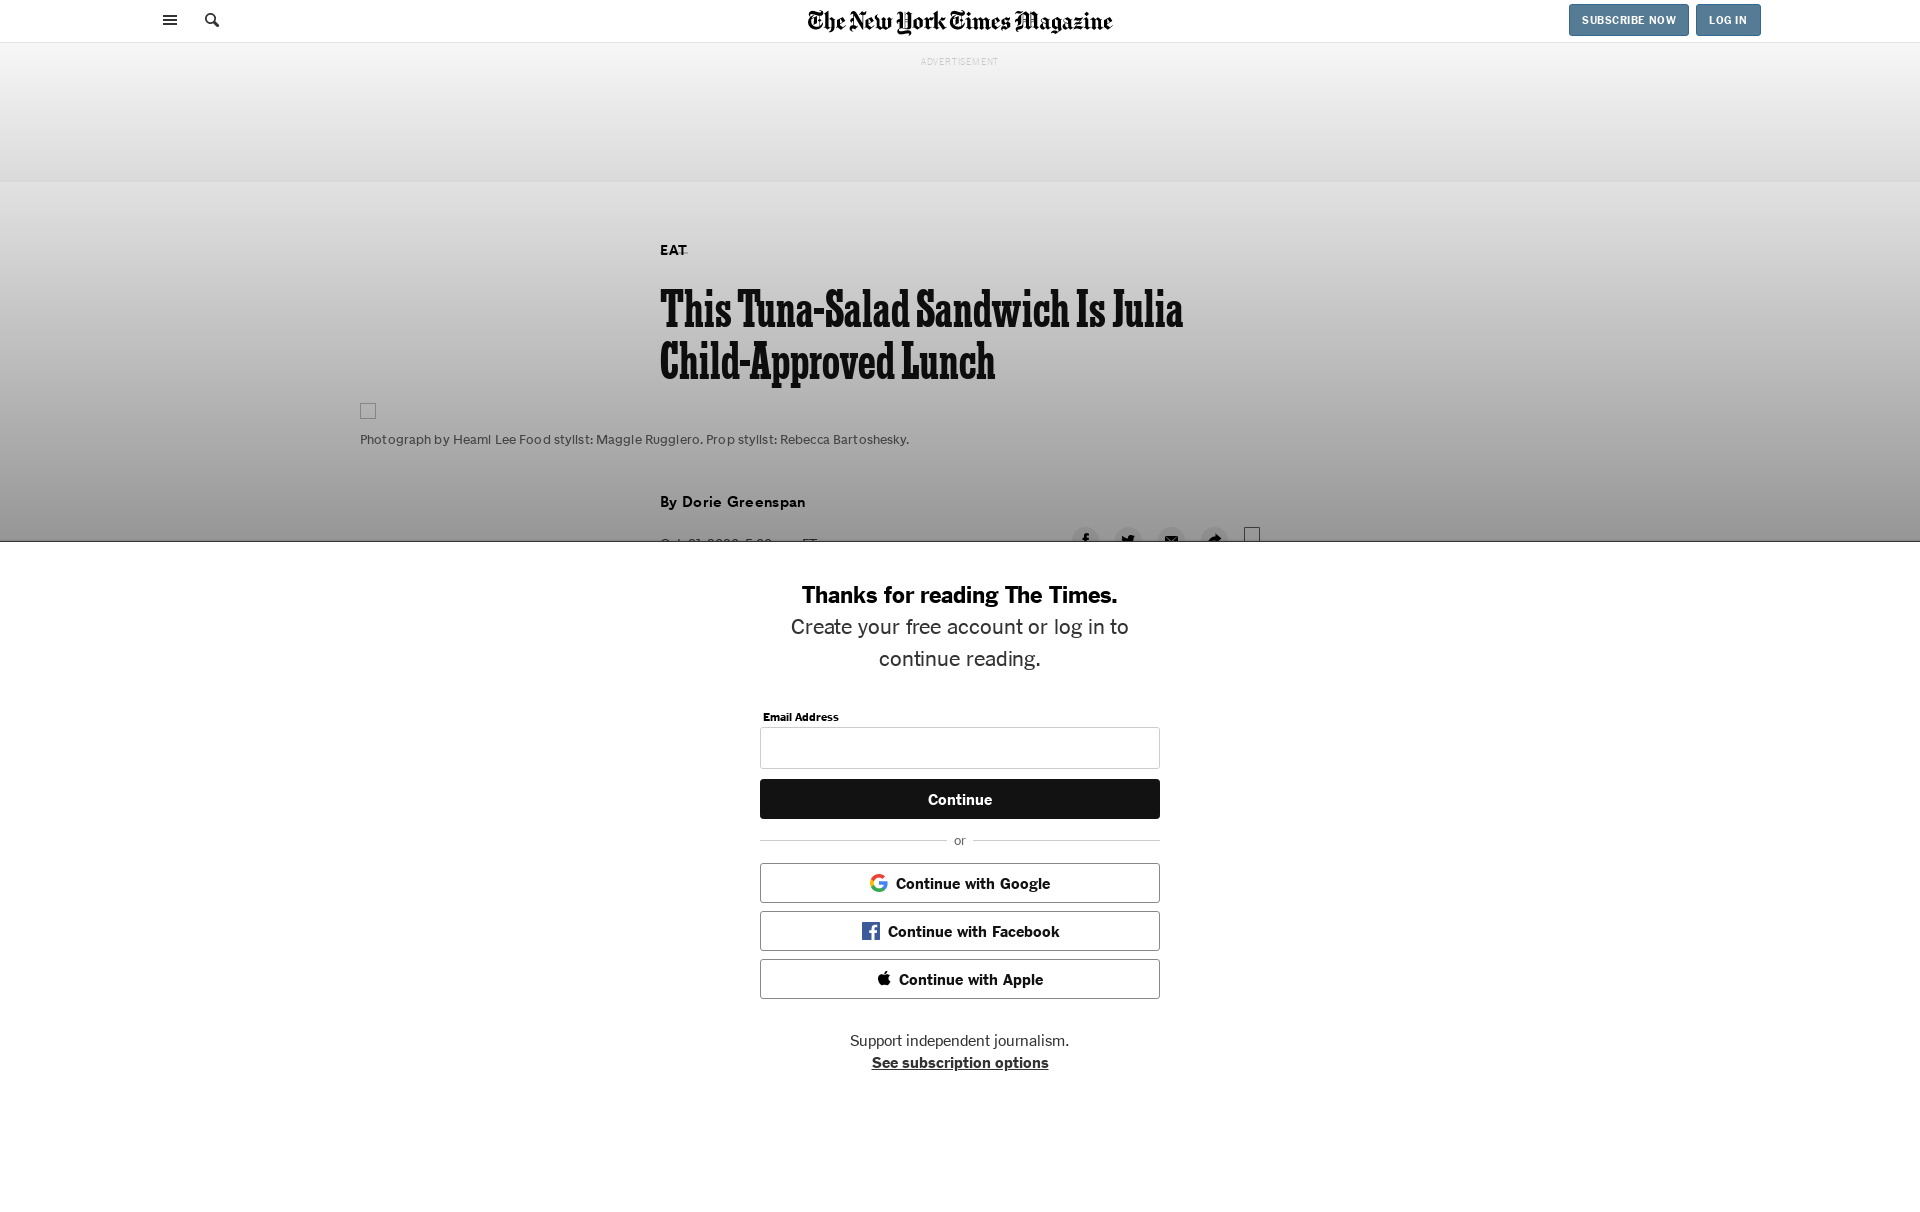 The New York Times Magazine
SUBSCRIBE NOW
LOG IN
ADVERTISEMENT
EAT
This Tuna-Salad Sandwich Is Julia
Child-Approved Lunch
Photograph by Heami Lee Food stylist: Maggie Ruggiero. Prop stylist: Rebecca Bartoshesky.
By Dorie Greenspan
Thanks for reading The Times.
Create your free account or log in to
continue reading.
Email Address
Continue
or
Continue with Google
Continue with Facebook
Continue with Apple
Support independent journalism.
See subscription options